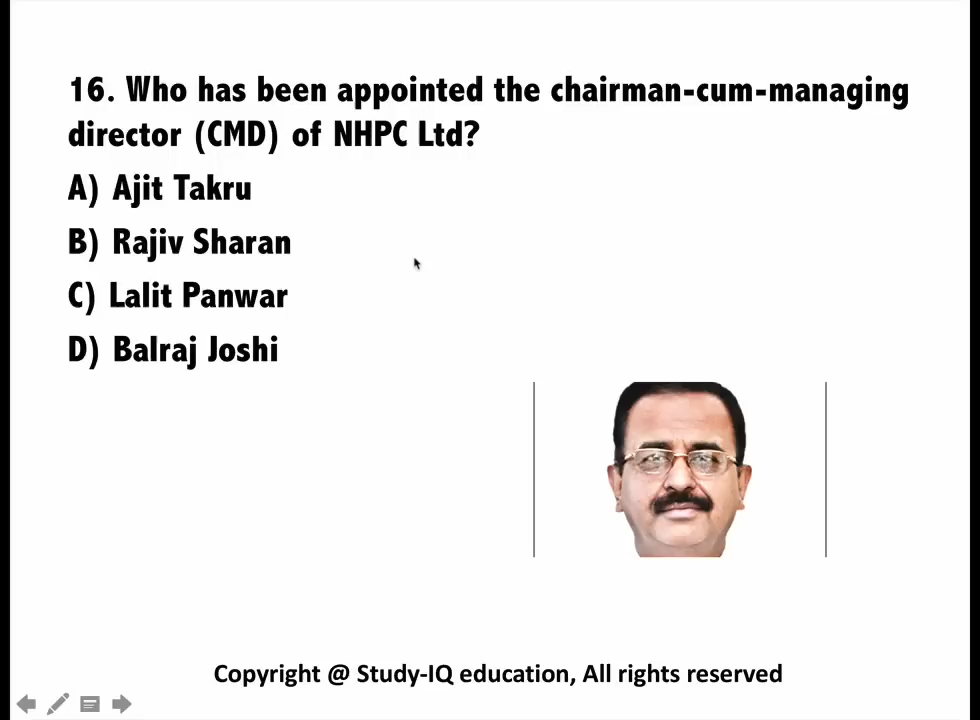 16. Who has been appointed the chairman-cum-managing
director (CMD) of NHPC Ltd?
A) Ajit Takru
B) Rajiv Sharan
C) Lalit Panwar
D) Balraj Joshi
Copyright @ Study-IQ education, All rights reserved